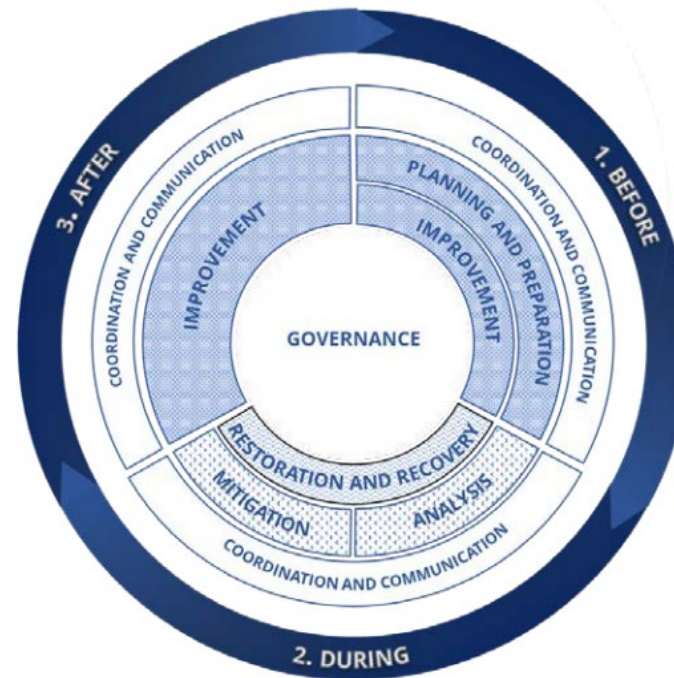 1. BEFORE
COORDINATION AND COMMUNICATION
PLANNING AND PREPARATION
IMPROVEMENT
2. DURING
COORDINATION AND COMMUNICATION
ANALYSIS
MITIGATION
RESTORATION AND RECOVERY
3. AFTER
COORDINATION AND COMMUNICATION
IMPROVEMENT
GOVERNANCE